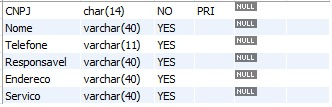 CNPJ char(14) NO PRI NULL
Nome varchar(40) YES NULL
Telefone varchar(11) YES NULL
Responsavel varchar(40) YES NULL
Endereco varchar(40) YES NULL
Servico varchar(40) YES NULL